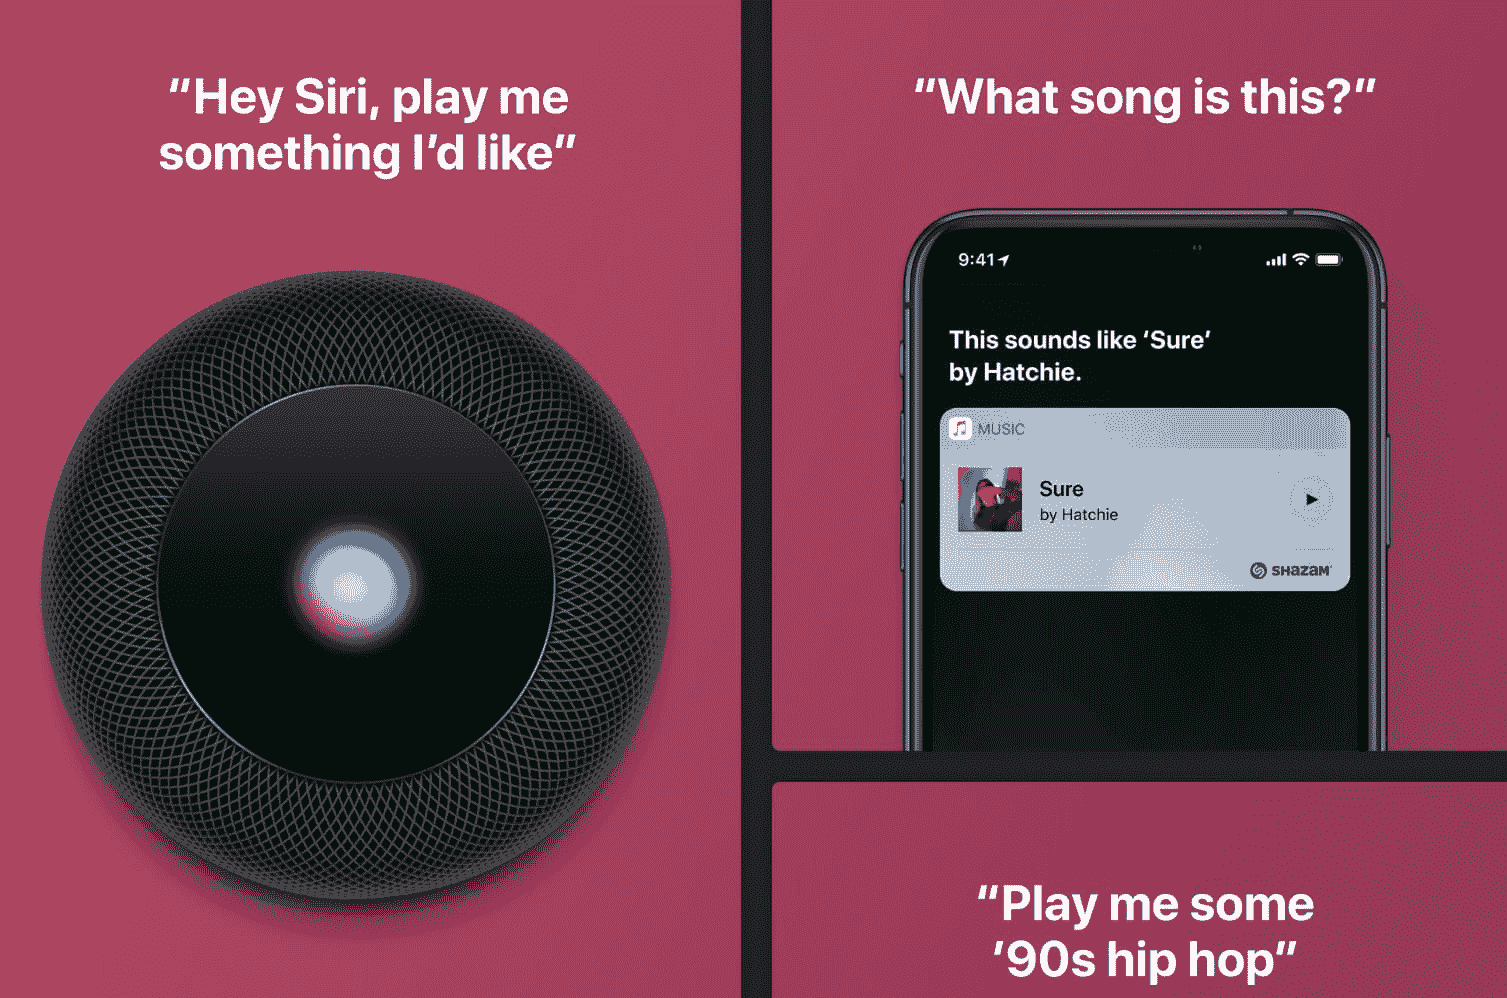 “Hey Siri, play me
something I’d like”
“What song is this?”
9:41
This sounds like ‘Sure’
by Hatchie.
MUSIC
Sure
by Hatchie
SHAZAM
“Play me some
’90s hip hop”